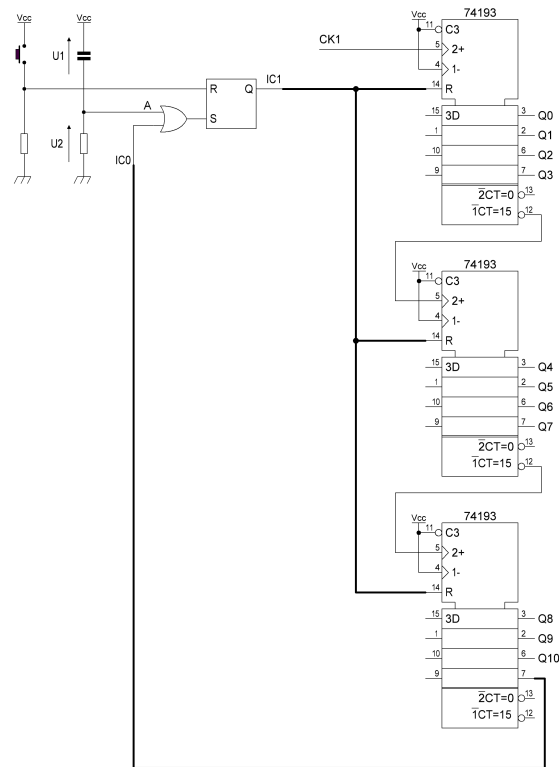 Vcc
Vcc
U1
U2
A
IC0
R Q
S
IC1
CK1
74193
Vcc
11 C3
5 2+
4 1-
14 R
15 3D 3 Q0
1 2 Q1
10 6 Q2
9 7 Q3
2CT=0 13
1CT=15 12
74193
Vcc
11 C3
5 2+
4 1-
14 R
15 3D 3 Q4
1 2 Q5
10 6 Q6
9 7 Q7
2CT=0 13
1CT=15 12
74193
Vcc
11 C3
5 2+
4 1-
14 R
15 3D 3 Q8
1 2 Q9
10 6 Q10
9 7
2CT=0 13
1CT=15 12